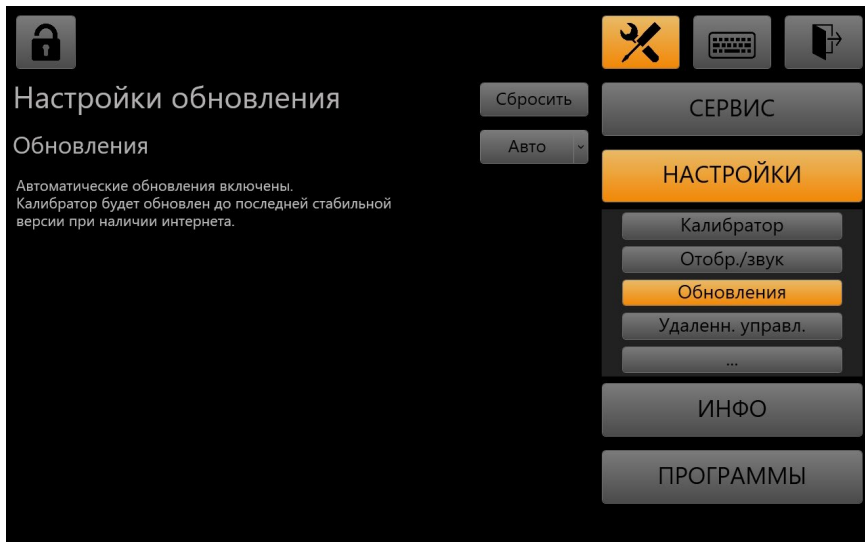 Настройки обновления
Сбросить
Обновления
Авто
Автоматические обновления включены.
Калибратор будет обновлен до последней стабильной
версии при наличии интернета.
СЕРВИС
НАСТРОЙКИ
Калибратор
Отобр./звук
Обновления
Удаленн. управл.
...
ИНФО
ПРОГРАММЫ